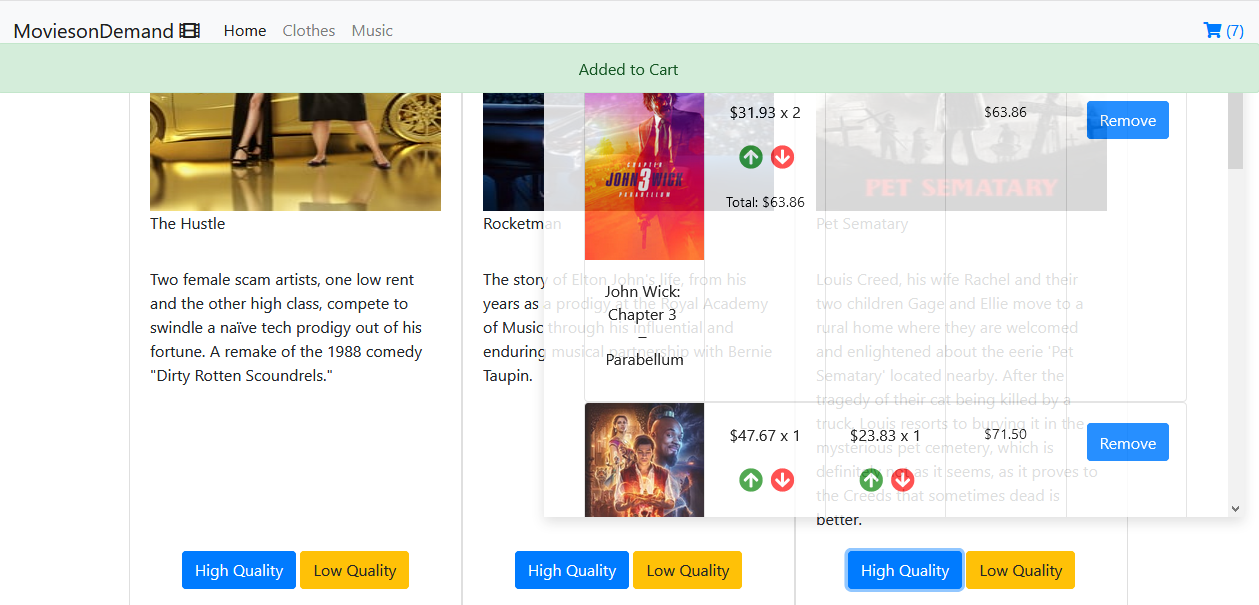 MoviesonDemand Home Clothes Music (7)
Added to Cart
The Hustle
Two female scam artists, one low rent
and the other high class, compete to
swindle a naïve tech prodigy out of his
fortune. A remake of the 1988 comedy
"Dirty Rotten Scoundrels."
High Quality Low Quality
Rocketman
The story of Elton John's life, from his
years as a prodigy at the Royal Academy
of Music through his influential and
enduring musical partnership with Bernie
Taupin.
High Quality Low Quality
PET SEMATARY
Pet Sematary
Louis Creed, his wife Rachel and their
two children Gage and Ellie move to a
rural home where they are welcomed
and enlightened about the eerie 'Pet
Sematary' located nearby. After the
tragedy of their cat being killed by a
truck, Louis resorts to burying it in the
mysterious pet cemetery, which is
definitely not as it seems, as it proves to
the Creeds that sometimes dead is
better.
High Quality Low Quality
CHAPTER
JOHN 3 WICK
PARABELLUM
John Wick:
Chapter 3
–
Parabellum
$31.93 x 2
Total: $63.86
$63.86
Remove
$47.67 x 1
$23.83 x 1
$71.50
Remove